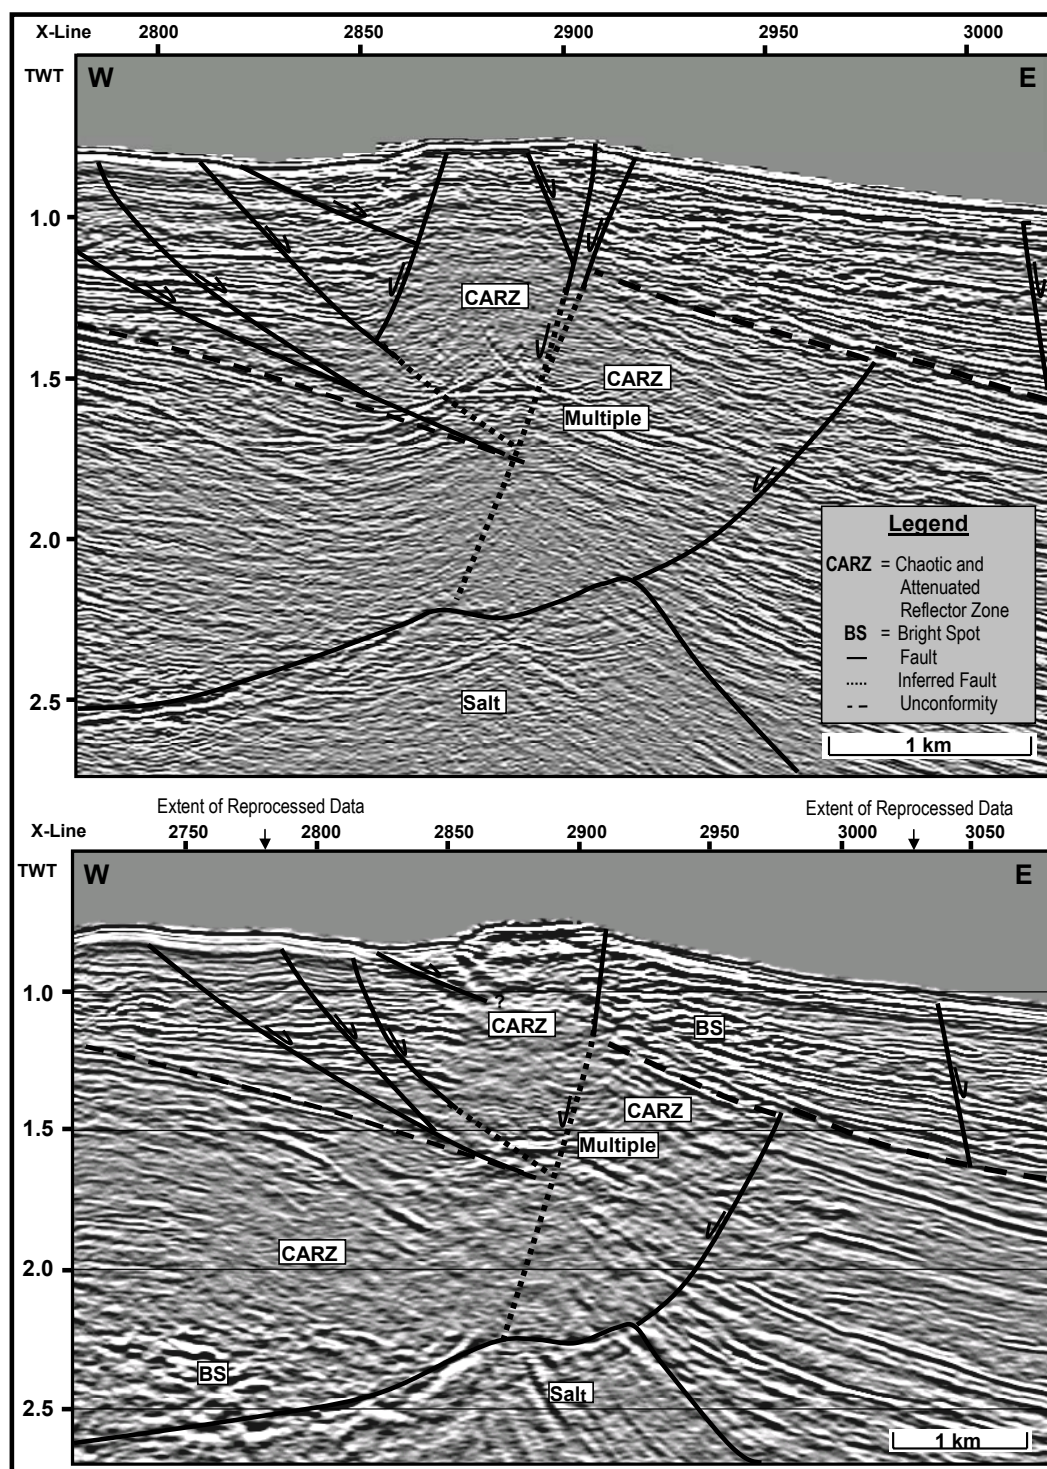 X-Line 2800 2850 2900 2950 3000
TWT W E
1.0
CARZ
1.5 CARZ
Multiple
Legend
2.0
CARZ = Chaotic and
Attenuated
Reflector Zone
BS = Bright Spot
Fault
Inferred Fault
Unconformity
2.5 Salt
1 km
Extent of Reprocessed Data Extent of Reprocessed Data
X-Line 2750 2800 2850 2900 2950 3000 3050
TWT W E
1.0 ?
CARZ BS
CARZ
1.5 Multiple
CARZ
2.0
BS
Salt
2.5
1 km